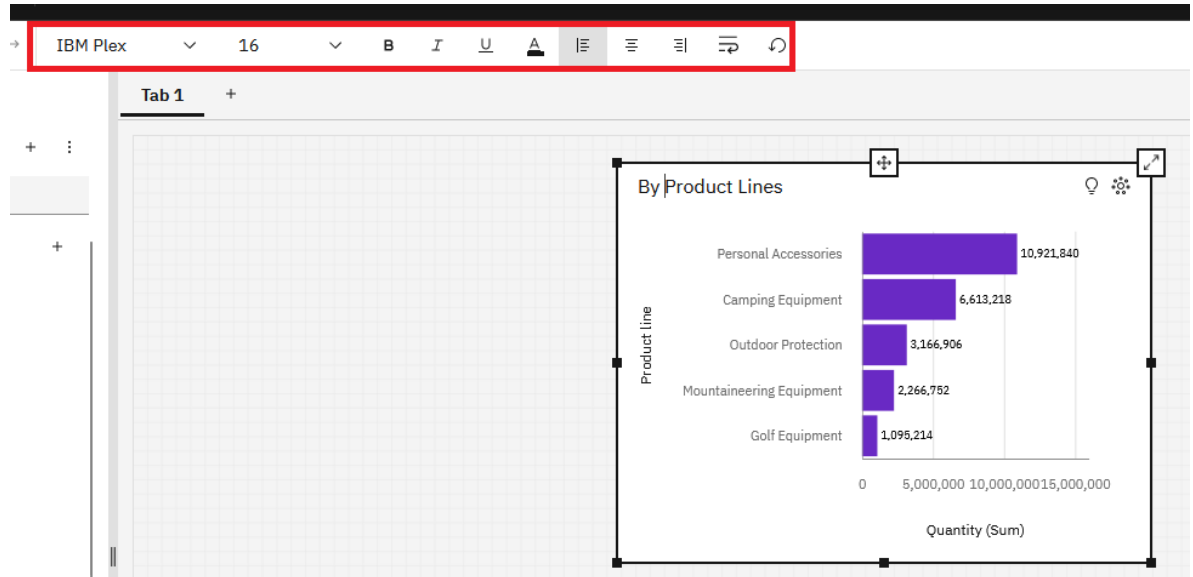 IBM Plex 16 B I U A
Tab 1 +
By Product Lines
Product line
Personal Accessories 10,921,840
Camping Equipment 6,613,218
Outdoor Protection 3,166,906
Mountaineering Equipment 2,266,752
Golf Equipment 1,095,214
0 5,000,000 10,000,000 15,000,000
Quantity (Sum)